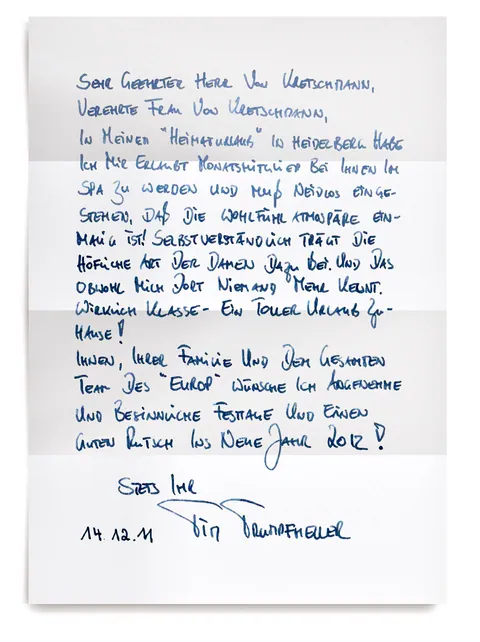 Sehr Geehrter Herr Von Kretschmann,
Verehrte Frau Von Kretschmann,
In Meinem "Heimaturlaub" in Heidelberg Habe
Ich Mir Erlaubt Monatsmitglied Bei Ihnen Im
Spa Zu werden und muß Neidlos einge-
stehen, Daß Die Wohlfühl atmospäre ein-
malig ist! Selbstverständlich Trägt Die
Höfliche Art Der Damen Dazu Bei. Und Das
obwohl Mich Dort Niemand Mehr Kennt.
Wirklich Klasse - Ein Toller Urlaub Zu-
hause!
Ihnen, Ihrer Familie Und Dem Gesamten
Team Des "Europ" wünsche Ich Angenehme
Und Besinnliche Festtage Und Einen
Guten Rutsch Ins Neue Jahr 2012!
Stets Ihr
Tim
14.12.11